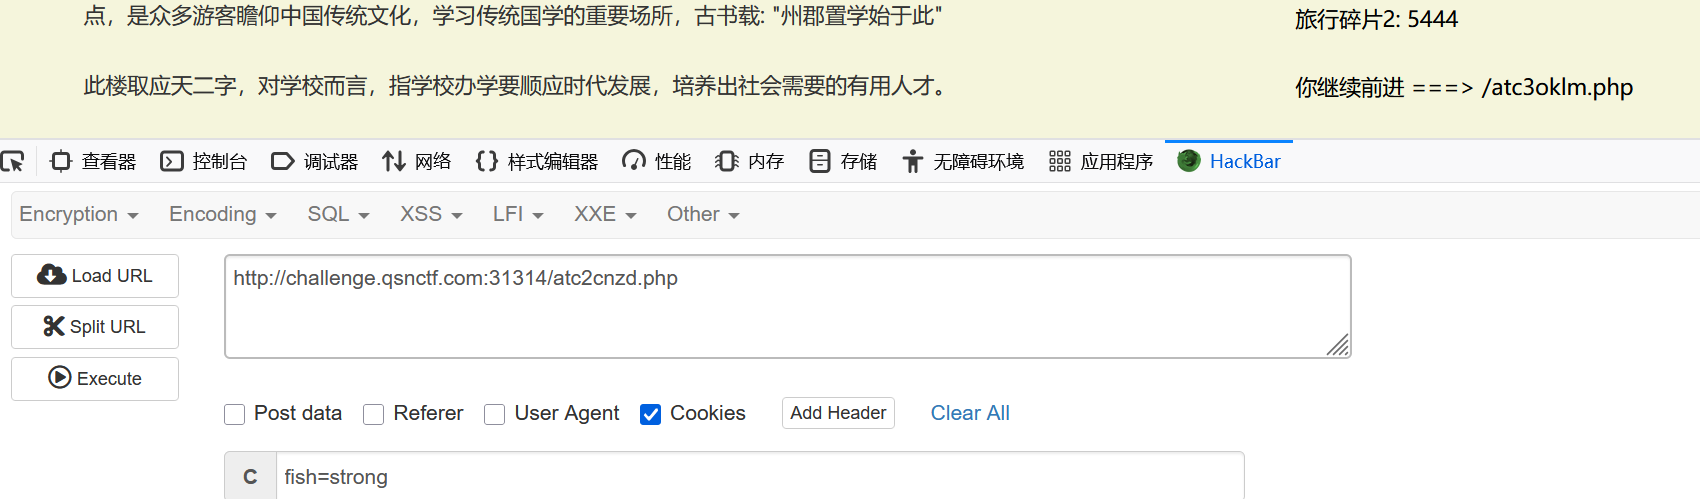 点，是众多游客瞻仰中国传统文化，学习传统国学的重要场所，古书载: "州郡置学始于此"
旅行碎片2: 5444
此楼取应天二字，对学校而言，指学校办学要顺应时代发展，培养出社会需要的有用人才。
你继续前进 ===> /atc3oklm.php
查看器 控制台 调试器 网络 样式编辑器 性能 内存 存储 无障碍环境 应用程序 HackBar
Encryption Encoding SQL XSS LFI XXE Other
Load URL
http://challenge.qsnctf.com:31314/atc2cnzd.php
Split URL
Execute
Post data Referer User Agent Cookies Add Header Clear All
C fish=strong